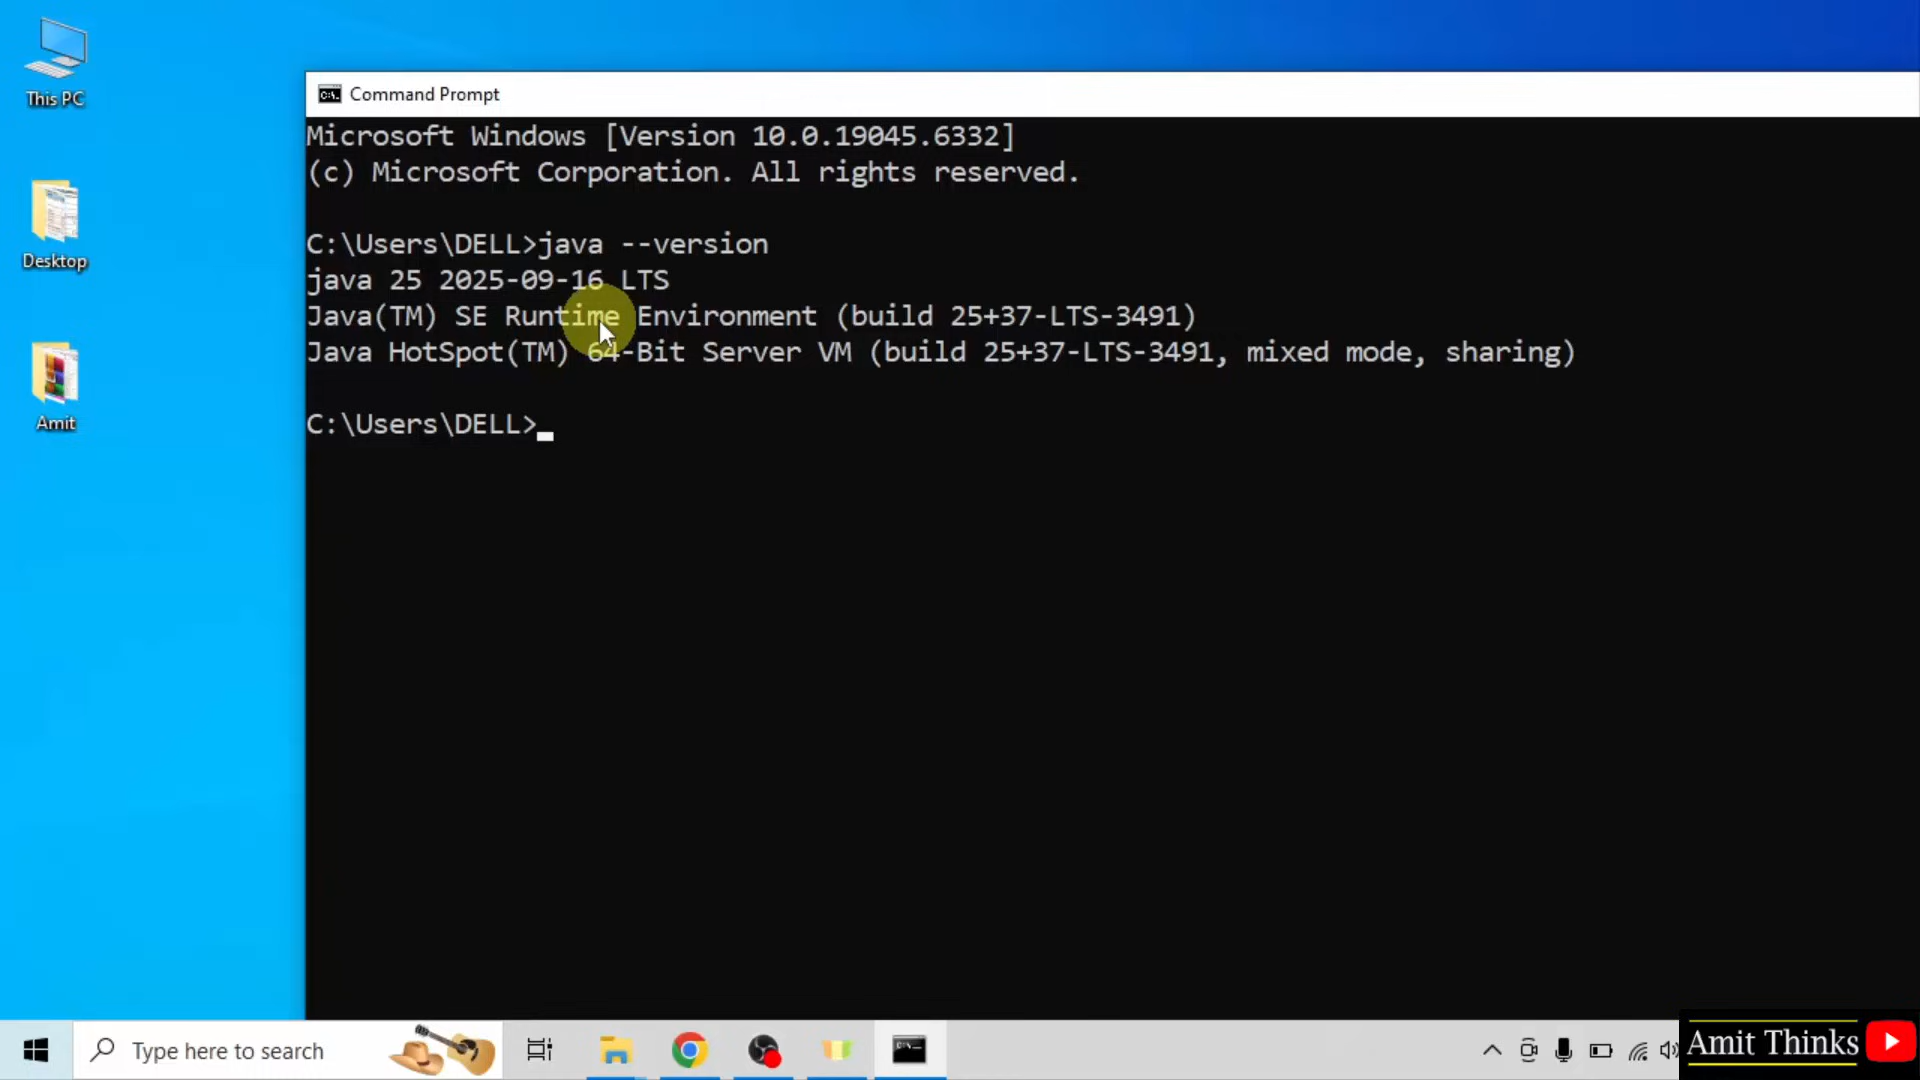 This PC
Desktop
Amit
Command Prompt
Microsoft Windows [Version 10.0.19045.6332]
(c) Microsoft Corporation. All rights reserved.
C:\Users\DELL>java --version
java 25 2025-09-16 LTS
Java(TM) SE Runtime Environment (build 25+37-LTS-3491)
Java HotSpot(TM) 64-Bit Server VM (build 25+37-LTS-3491, mixed mode, sharing)
C:\Users\DELL>
Type here to search
Amit Thinks